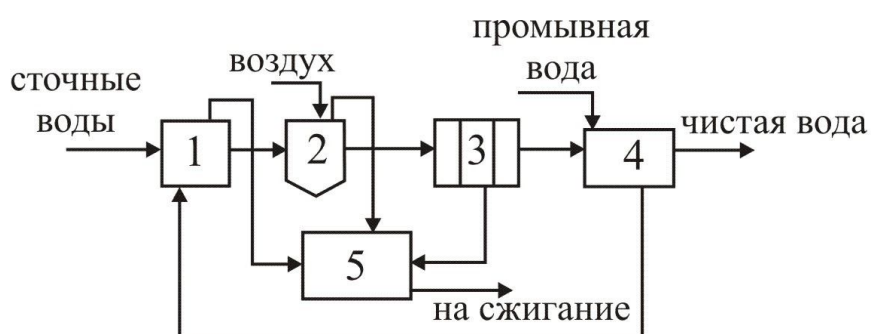 сточные
воды
воздух
промывная
вода
чистая вода
1
2
3
4
5
на сжигание